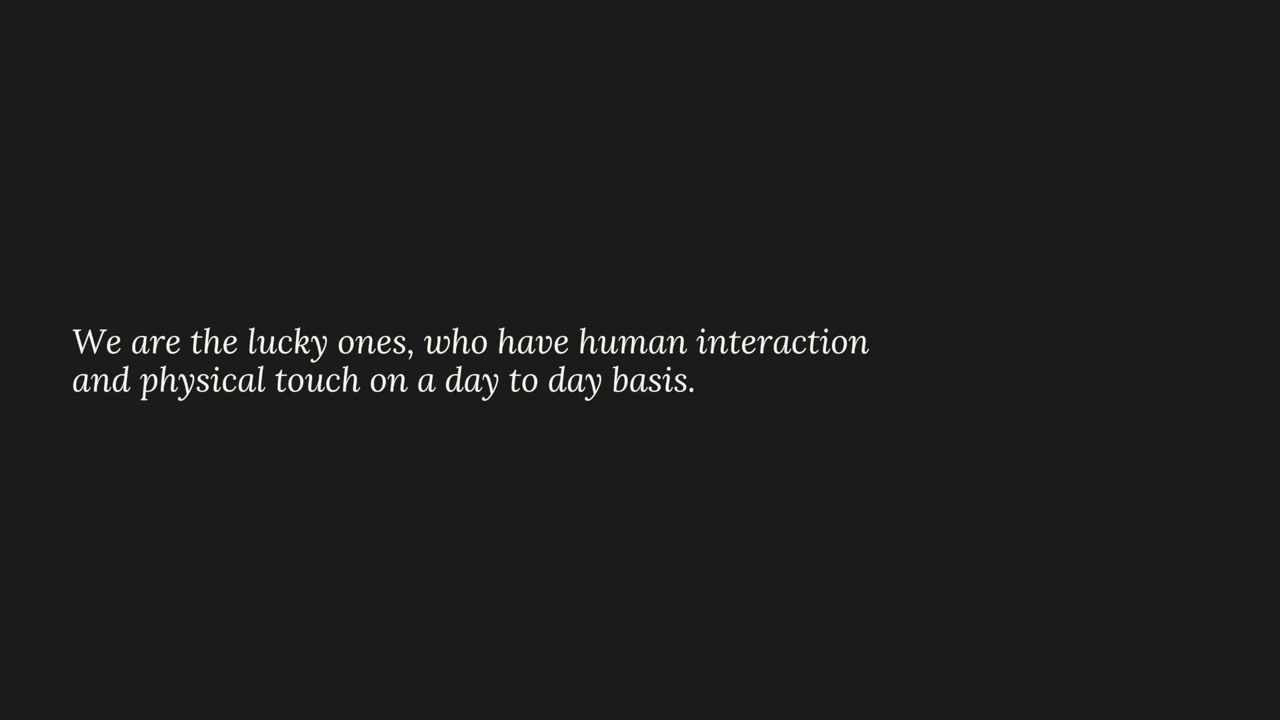 We are the lucky ones, who have human interaction
and physical touch on a day to day basis.